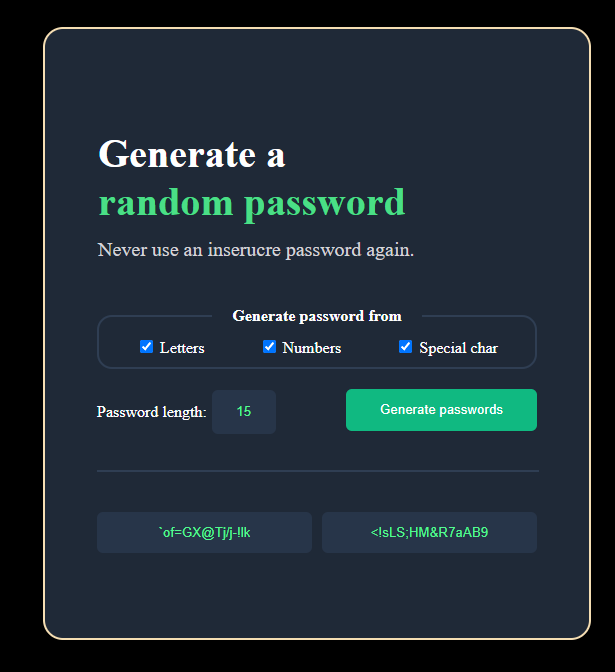 Generate a
random password
Never use an inserucre password again.
Generate password from
Letters Numbers Special char
Password length: 15 Generate passwords
`of=GX@Tj/j-!lk <!sLS;HM&R7aAB9